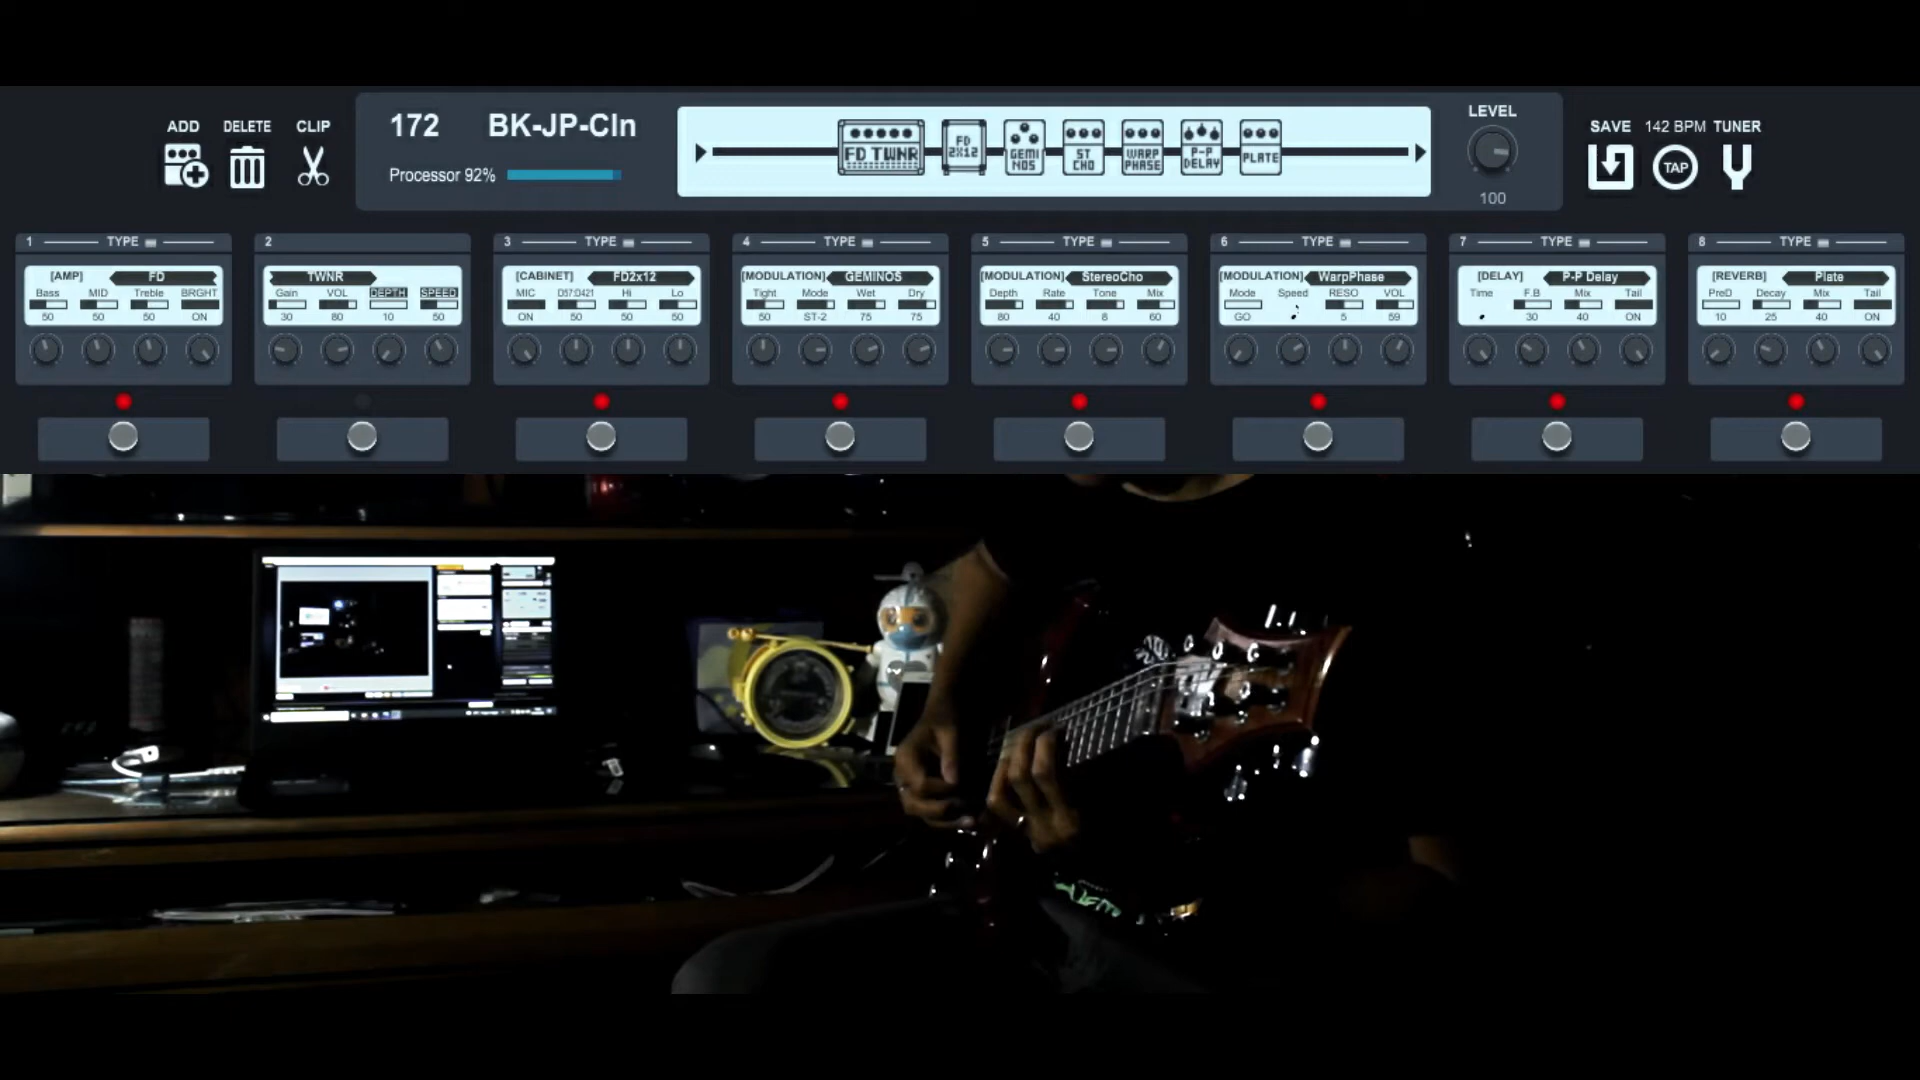 ADD DELETE CLIP
172 BK-JP-Cln
Processor 92%
FD TWNR
FD 2X12
GEMI NOS
ST CHO
WARP PHASE
P-P DELAY
PLATE
LEVEL
100
SAVE 142 BPM TUNER
TAP
1 TYPE
[AMP] FD
Bass MID Treble BRGHT
50 50 50 ON
2
TWNR
Gain VOL DEPTH SPEED
30 80 10 50
3 TYPE
[CABINET] FD2x12
MIC D57:D421 Hi Lo
ON 50 50 50
4 TYPE
[MODULATION] GEMINOS
Tight Mode Wet Dry
50 ST-2 75 75
5 TYPE
[MODULATION] StereoCho
Depth Rate Tone Mix
80 40 8 60
6 TYPE
[MODULATION] WarpPhase
Mode Speed RESO VOL
GO 5 59
7 TYPE
[DELAY] P-P Delay
Time F.B Mix Tail
30 40 ON
8 TYPE
[REVERB] Plate
PreD Decay Mix Tail
10 25 40 ON